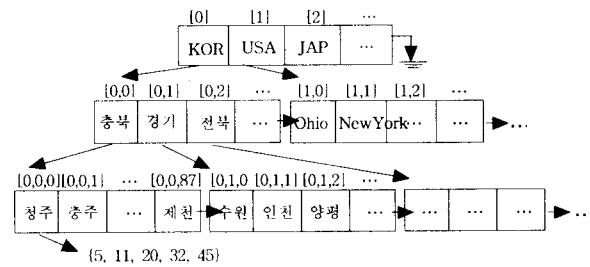 [0] [1] [2] ...
KOR USA JAP ...
[0,0] [0,1] [0,2] ... [1,0] [1,1] [1,2] ...
충북 경기 전북 ... Ohio NewYork ... ... ...
[0,0,0] [0,0,1] ... [0,0,87] [0,1,0 [0,1,1] [0,1,2] ...
청주 충주 ... 제천 수원 인천 양평 ... ... ... ... ..
{5, 11, 20, 32, 45}